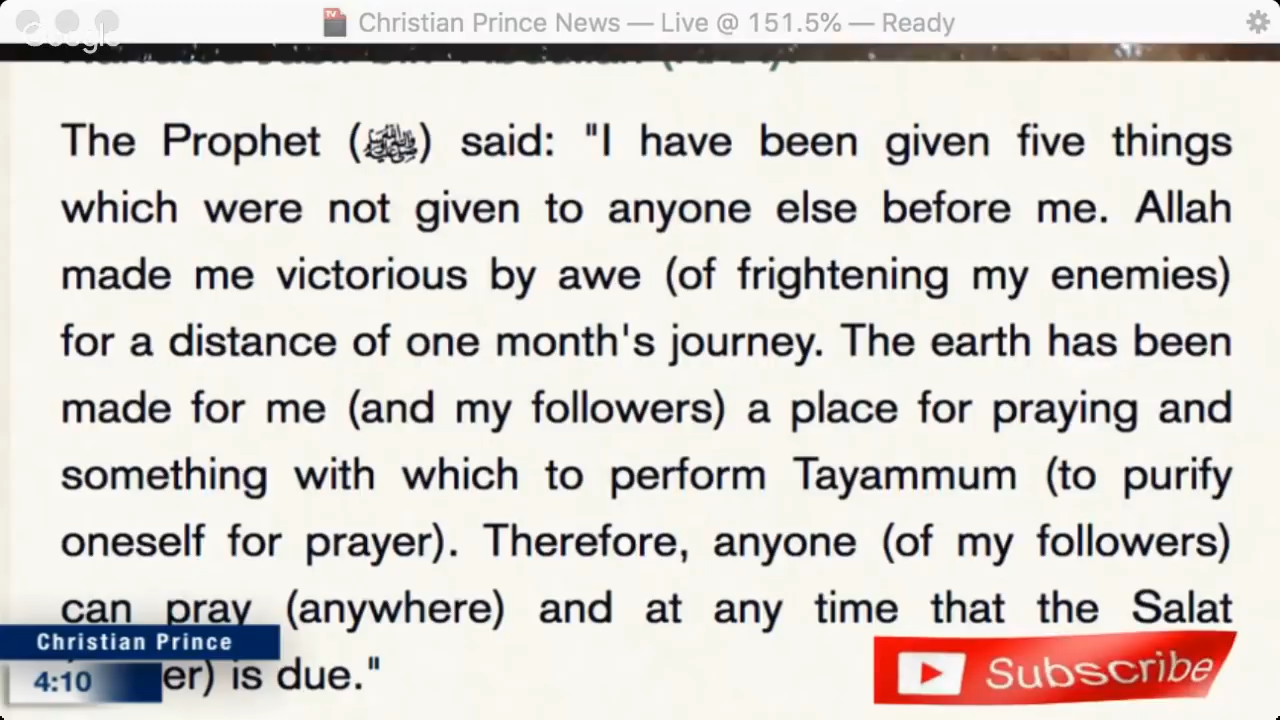 Christian Prince News — Live @ 151.5% — Ready
Google
The Prophet (ﷺ) said: "I have been given five things
which were not given to anyone else before me. Allah
made me victorious by awe (of frightening my enemies)
for a distance of one month's journey. The earth has been
made for me (and my followers) a place for praying and
something with which to perform Tayammum (to purify
oneself for prayer). Therefore, anyone (of my followers)
can pray (anywhere) and at any time that the Salat
er) is due."
Christian Prince
4:10
Subscribe